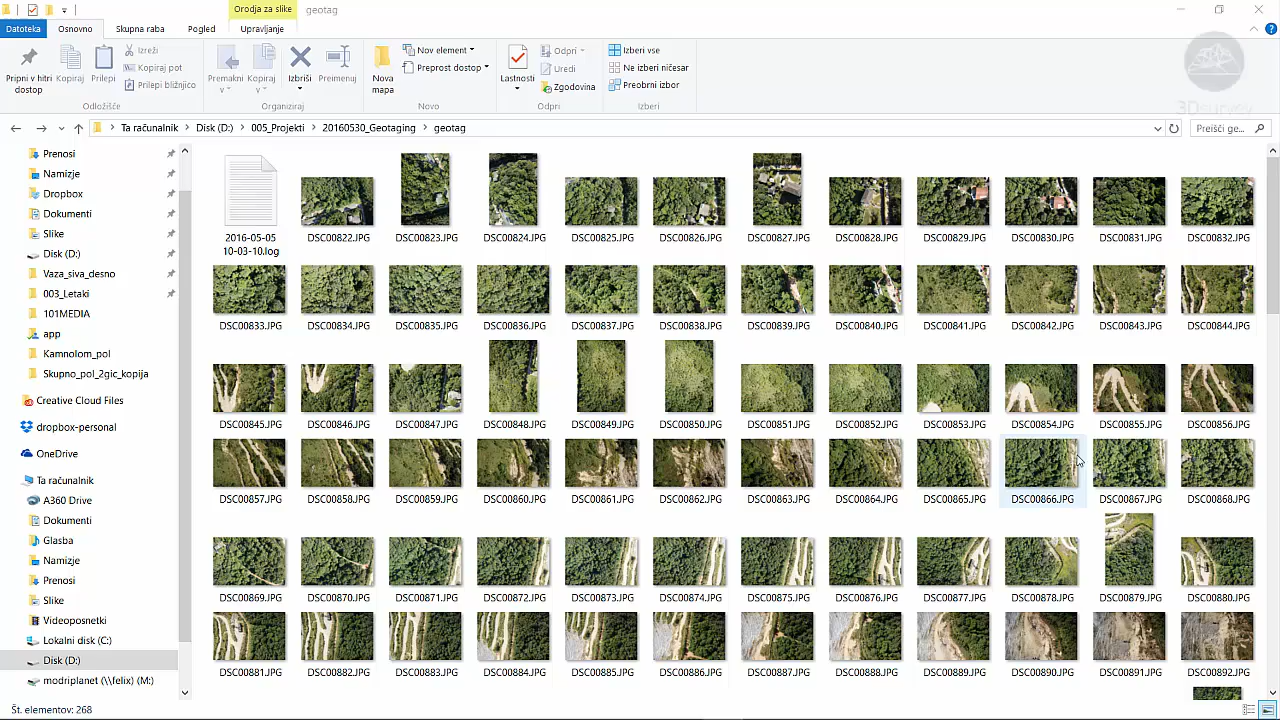 Orodja za slike
geotag
Datoteka
Osnovno
Skupna raba
Pogled
Upravljanje
Pripni v hitri dostop
Kopiraj
Prilepi
Izreži
Kopiraj pot
Prilepi bližnjico
Odložišče
Premakni v
Kopiraj v
Izbriši
Preimenuj
Organiziraj
Nova mapa
Nov element
Preprost dostop
Novo
Lastnosti
Odpri
Uredi
Zgodovina
Odpri
Izberi vse
Ne izberi ničesar
Preobrni izbor
Izberi
3Dsurvey
Ta računalnik > Disk (D:) > 005_Projekti > 20160530_Geotaging > geotag
Preišči ge...
Prenosi
Namizje
Dropbox
Dokumenti
Slike
Disk (D:)
Vaza_siva_desno
003_Letaki
101MEDIA
app
Kamnolom_pol
Skupno_pol_2gic_kopija
Creative Cloud Files
dropbox-personal
OneDrive
Ta računalnik
A360 Drive
Dokumenti
Glasba
Namizje
Prenosi
Slike
Videoposnetki
Lokalni disk (C:)
Disk (D:)
modriplanet (\\felix) (M:)
2016-05-05
10-03-10.log
DSC00822.JPG
DSC00823.JPG
DSC00824.JPG
DSC00825.JPG
DSC00826.JPG
DSC00827.JPG
DSC00828.JPG
DSC00829.JPG
DSC00830.JPG
DSC00831.JPG
DSC00832.JPG
DSC00833.JPG
DSC00834.JPG
DSC00835.JPG
DSC00836.JPG
DSC00837.JPG
DSC00838.JPG
DSC00839.JPG
DSC00840.JPG
DSC00841.JPG
DSC00842.JPG
DSC00843.JPG
DSC00844.JPG
DSC00845.JPG
DSC00846.JPG
DSC00847.JPG
DSC00848.JPG
DSC00849.JPG
DSC00850.JPG
DSC00851.JPG
DSC00852.JPG
DSC00853.JPG
DSC00854.JPG
DSC00855.JPG
DSC00856.JPG
DSC00857.JPG
DSC00858.JPG
DSC00859.JPG
DSC00860.JPG
DSC00861.JPG
DSC00862.JPG
DSC00863.JPG
DSC00864.JPG
DSC00865.JPG
DSC00866.JPG
DSC00867.JPG
DSC00868.JPG
DSC00869.JPG
DSC00870.JPG
DSC00871.JPG
DSC00872.JPG
DSC00873.JPG
DSC00874.JPG
DSC00875.JPG
DSC00876.JPG
DSC00877.JPG
DSC00878.JPG
DSC00879.JPG
DSC00880.JPG
DSC00881.JPG
DSC00882.JPG
DSC00883.JPG
DSC00884.JPG
DSC00885.JPG
DSC00886.JPG
DSC00887.JPG
DSC00888.JPG
DSC00889.JPG
DSC00890.JPG
DSC00891.JPG
DSC00892.JPG
Št. elementov: 268